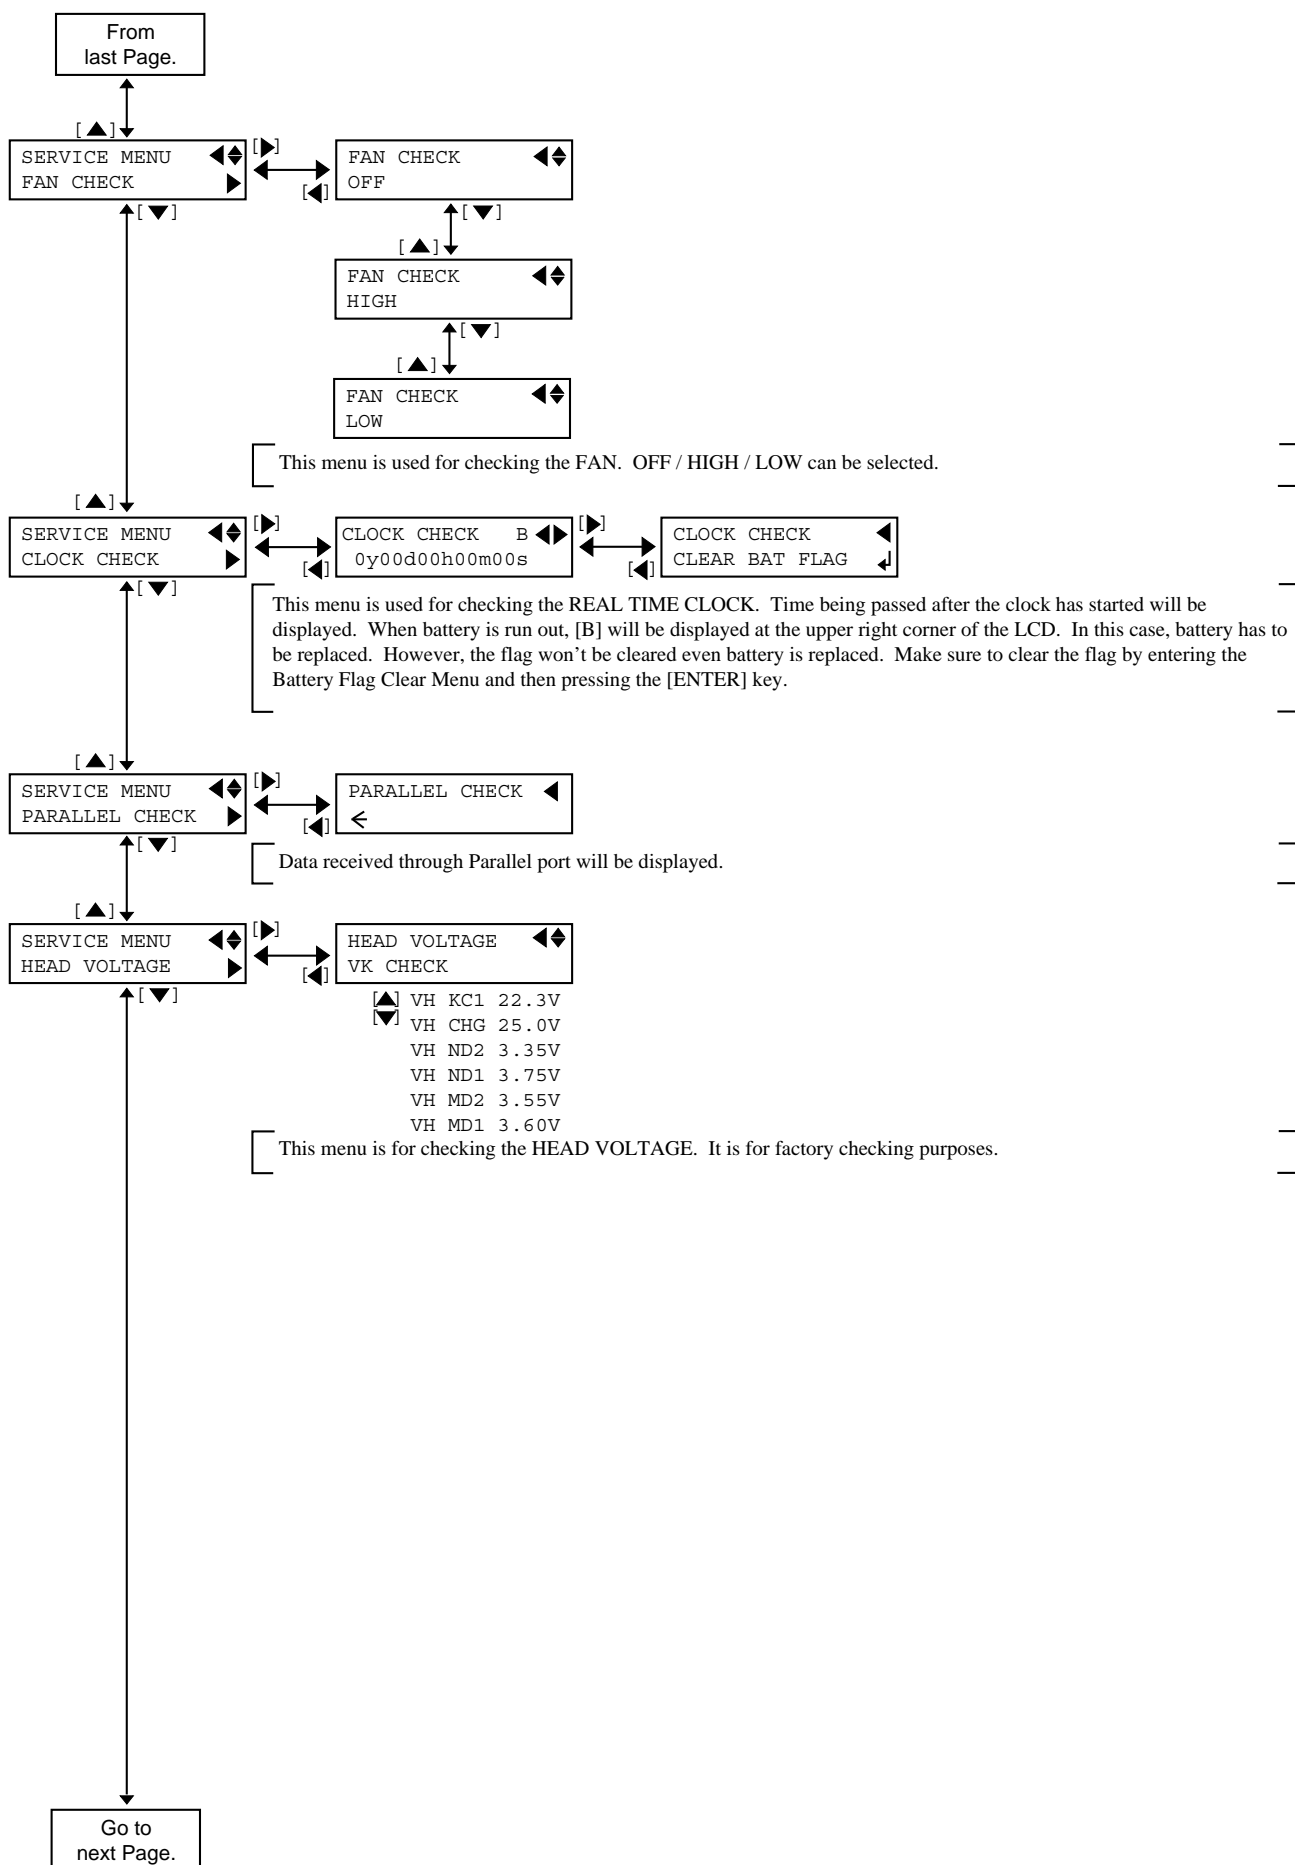 From
last Page.
[▲]
SERVICE MENU ◀◆
FAN CHECK ▶
[▶]
[◀]
FAN CHECK ◀◆
OFF
[▼]
[▼]
[▲]
FAN CHECK ◀◆
HIGH
[▼]
[▲]
FAN CHECK ◀◆
LOW
This menu is used for checking the FAN.  OFF / HIGH / LOW can be selected.
[▲]
SERVICE MENU ◀◆
CLOCK CHECK ▶
[▶]
[◀]
CLOCK CHECK B ◀▶
0y00d00h00m00s
[▶]
[◀]
CLOCK CHECK ◀
CLEAR BAT FLAG ↲
[▼]
This menu is used for checking the REAL TIME CLOCK.  Time being passed after the clock has started will be
displayed.  When battery is run out, [B] will be displayed at the upper right corner of the LCD.  In this case, battery has to
be replaced.  However, the flag won’t be cleared even battery is replaced.  Make sure to clear the flag by entering the
Battery Flag Clear Menu and then pressing the [ENTER] key.
[▲]
SERVICE MENU ◀◆
PARALLEL CHECK ▶
[▶]
[◀]
PARALLEL CHECK ◀
←
[▼]
Data received through Parallel port will be displayed.
[▲]
SERVICE MENU ◀◆
HEAD VOLTAGE ▶
[▶]
[◀]
HEAD VOLTAGE ◀◆
VK CHECK
[▼]
[▲] VH KC1 22.3V
[▼] VH CHG 25.0V
VH ND2 3.35V
VH ND1 3.75V
VH MD2 3.55V
VH MD1 3.60V
This menu is for checking the HEAD VOLTAGE.  It is for factory checking purposes.
Go to
next Page.